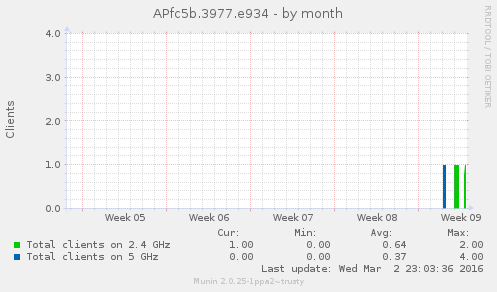 APfc5b.3977.e934 - by month
RRDTOOL / TOBI OETIKER
Clients
4.0
3.0
2.0
1.0
0.0
Week 05 Week 06 Week 07 Week 08 Week 09
Cur: Min: Avg: Max:
Total clients on 2.4 GHz 1.00 0.00 0.64 2.00
Total clients on 5 GHz 0.00 0.00 0.37 4.00
Last update: Wed Mar 2 23:03:36 2016
Munin 2.0.25-1ppa2~trusty